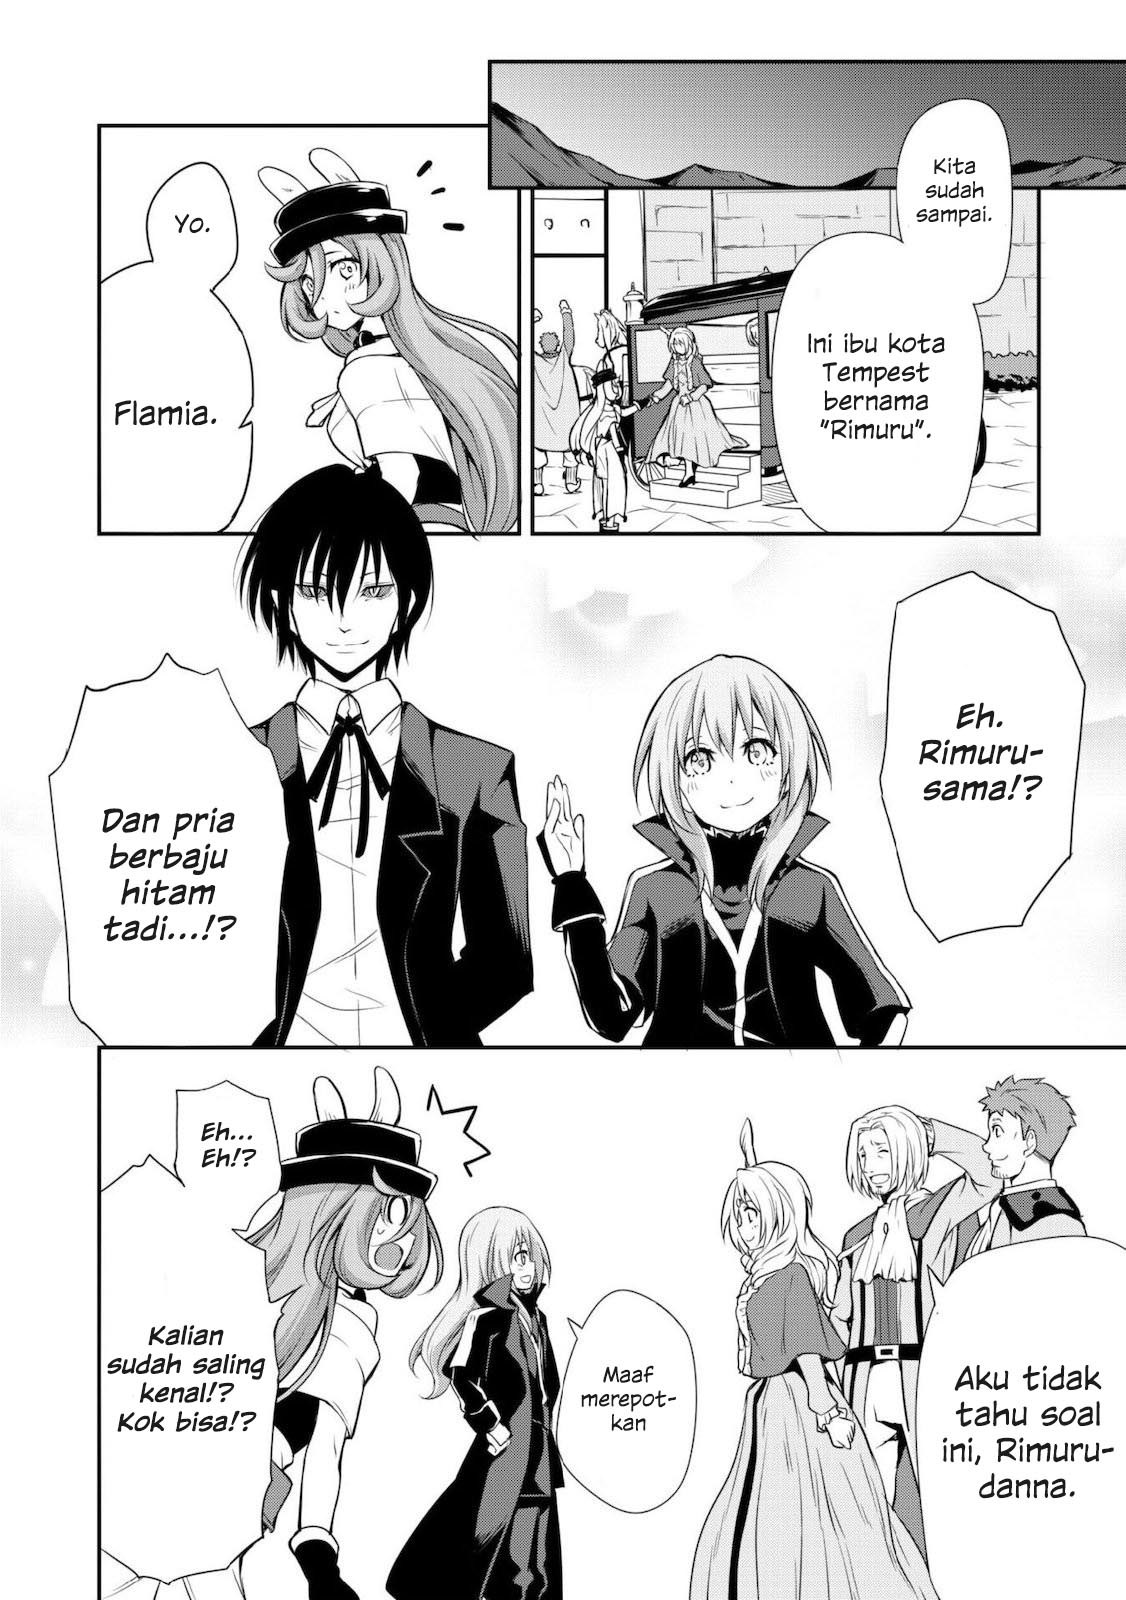 Kita
sudah
sampai.
Ini ibu kota
Tempest
bernama
"Rimuru".
Yo.
Flamia.
Eh.
Rimuru-
sama!?
Dan pria
berbaju
hitam
tadi...!?
Aku tidak
tahu soal
ini, Rimuru-
danna.
Maaf
merepot-
kan
Eh...
Eh!?
Kalian
sudah saling
kenal!?
Kok bisa!?